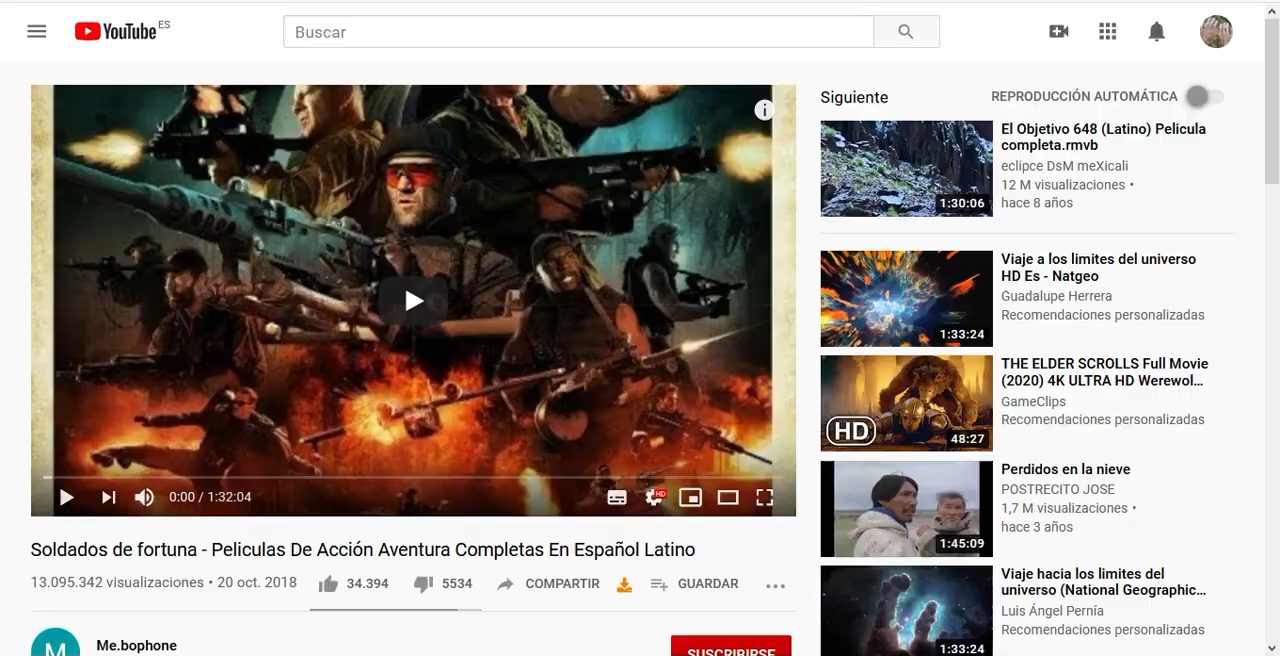 YouTube ES
Buscar
Siguiente
REPRODUCCIÓN AUTOMÁTICA
0:00 / 1:32:04
HD
Soldados de fortuna - Peliculas De Acción Aventura Completas En Español Latino
13.095.342 visualizaciones • 20 oct. 2018
34.394
5534
COMPARTIR
GUARDAR
M
Me.bophone
SUSCRIBIRSE
1:30:06
El Objetivo 648 (Latino) Pelicula
completa.rmvb
eclipce DsM meXicali
12 M visualizaciones •
hace 8 años
1:33:24
Viaje a los limites del universo
HD Es - Natgeo
Guadalupe Herrera
Recomendaciones personalizadas
HD
48:27
THE ELDER SCROLLS Full Movie
(2020) 4K ULTRA HD Werewol...
GameClips
Recomendaciones personalizadas
1:45:09
Perdidos en la nieve
POSTRECITO JOSE
1,7 M visualizaciones •
hace 3 años
1:33:24
Viaje hacia los limites del
universo (National Geographic...
Luis Ángel Pernía
Recomendaciones personalizadas